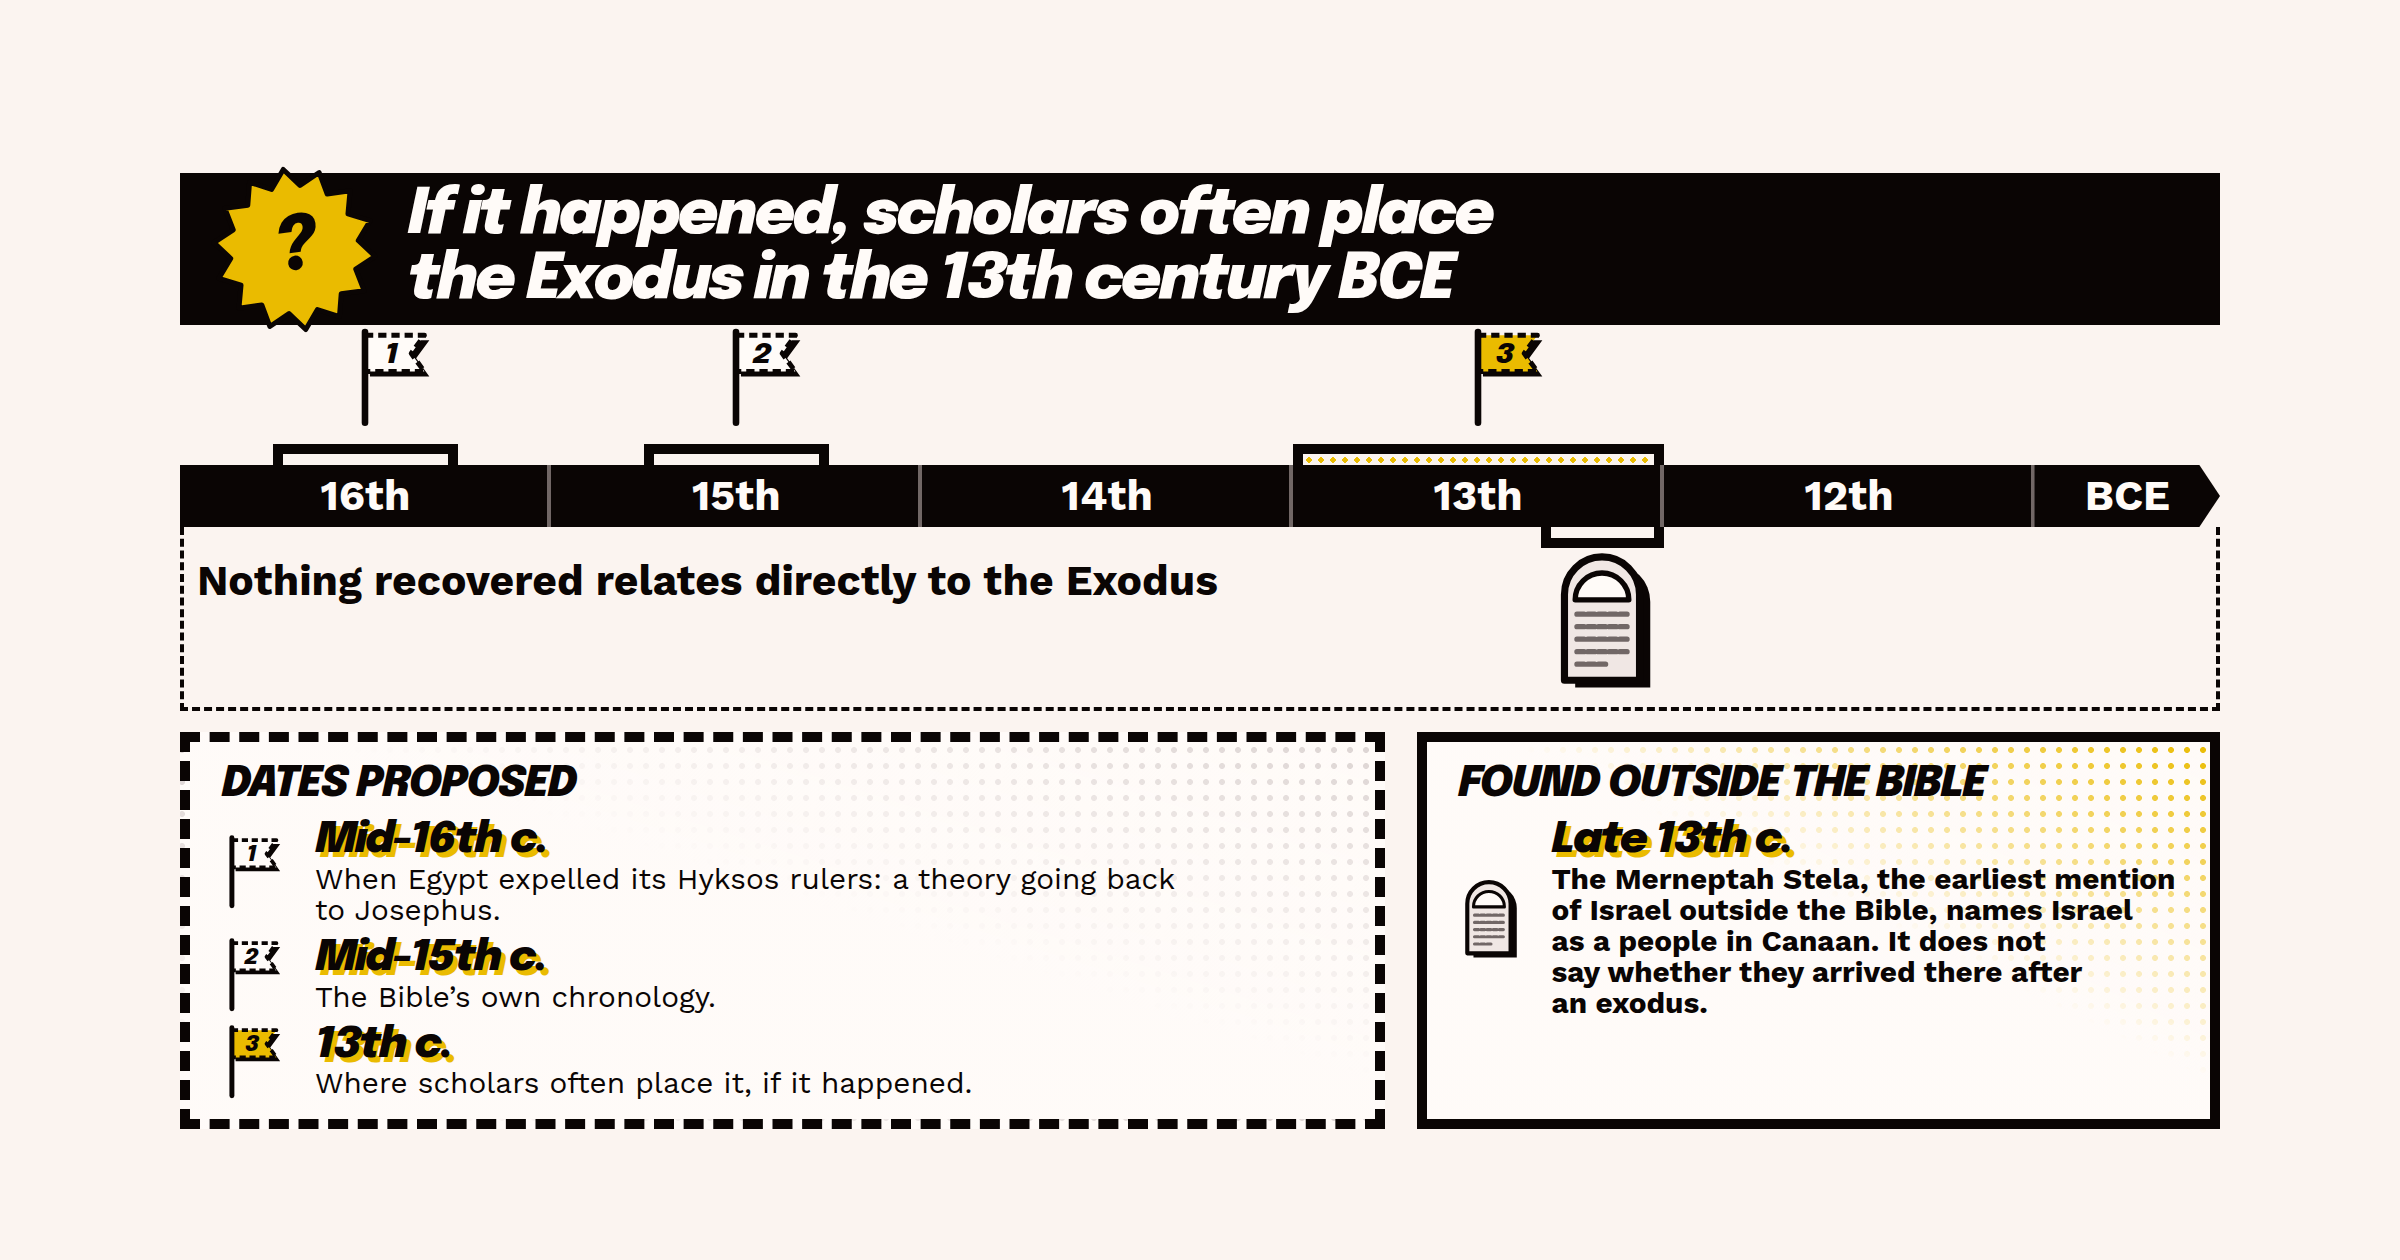 ?
If it happened, scholars often place
the Exodus in the 13th century BCE
1
2
3
16th
15th
14th
13th
12th
BCE
Nothing recovered relates directly to the Exodus
DATES PROPOSED
1
Mid-16th c.
When Egypt expelled its Hyksos rulers: a theory going back
to Josephus.
2
Mid-15th c.
The Bible’s own chronology.
3
13th c.
Where scholars often place it, if it happened.
FOUND OUTSIDE THE BIBLE
Late 13th c.
The Merneptah Stela, the earliest mention
of Israel outside the Bible, names Israel
as a people in Canaan. It does not
say whether they arrived there after
an exodus.